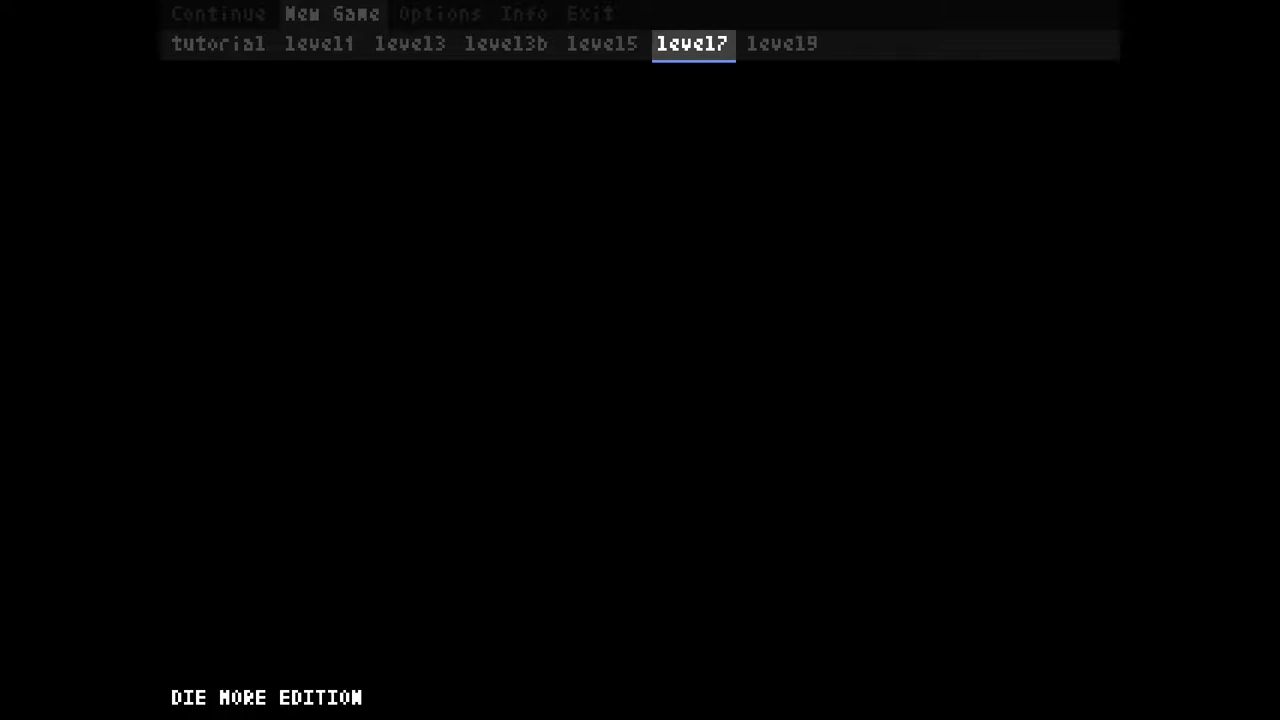 Continue New Game Options Info Exit
tutorial level1 level3 level3b level5 level7 level9
DIE MORE EDITION